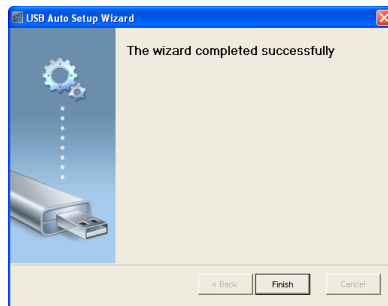 USB Auto Setup Wizard
The wizard completed successfully
< Back
Finish
Cancel